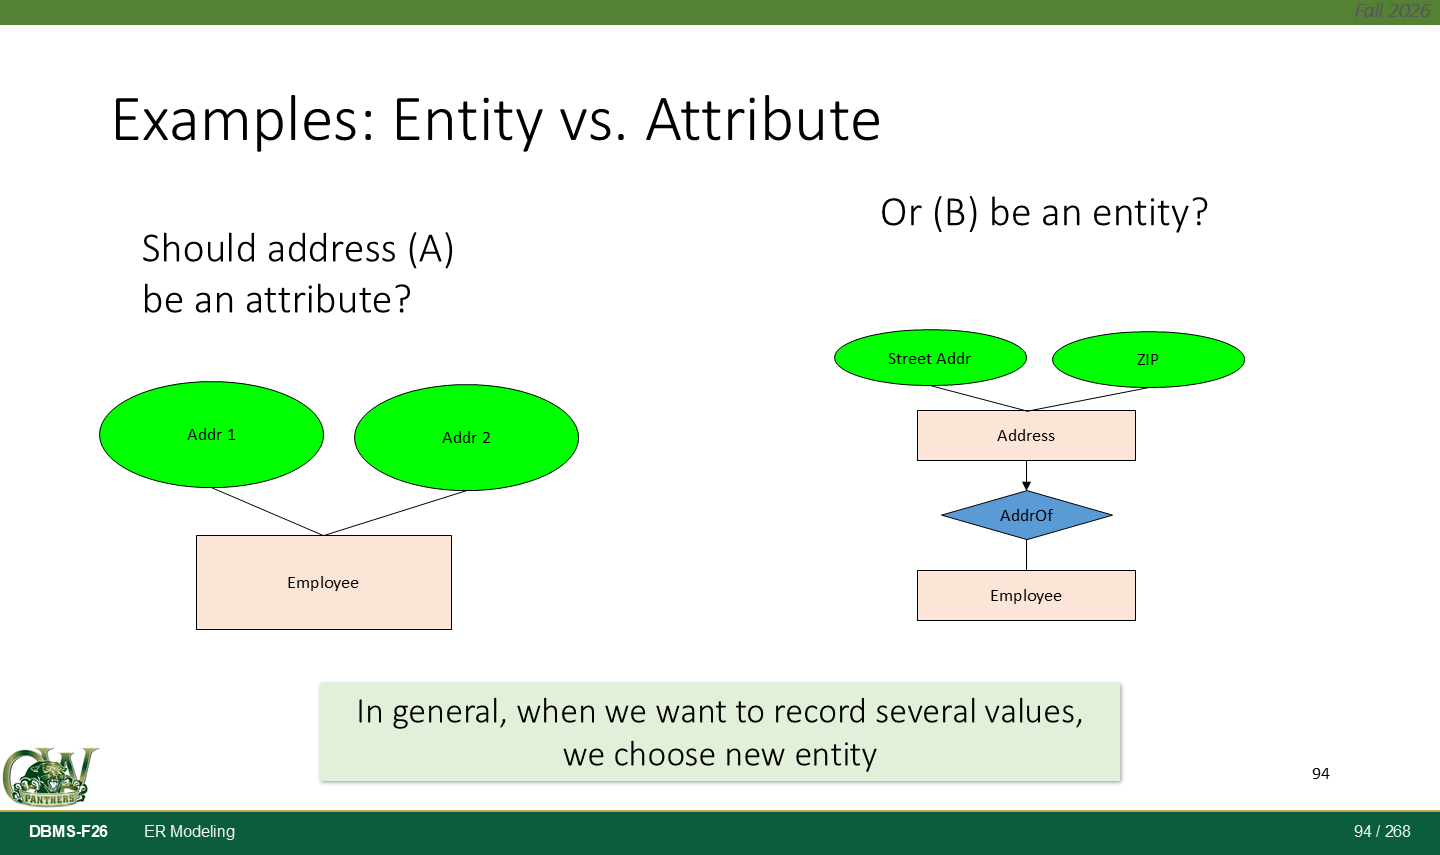 Fall 2026
Examples: Entity vs. Attribute
Should address (A)
be an attribute?
Or (B) be an entity?
Addr 1
Addr 2
Employee
Street Addr
ZIP
Address
AddrOf
Employee
In general, when we want to record several values,
we choose new entity
94
OW
PANTHERS
DBMS-F26
ER Modeling
94 / 268